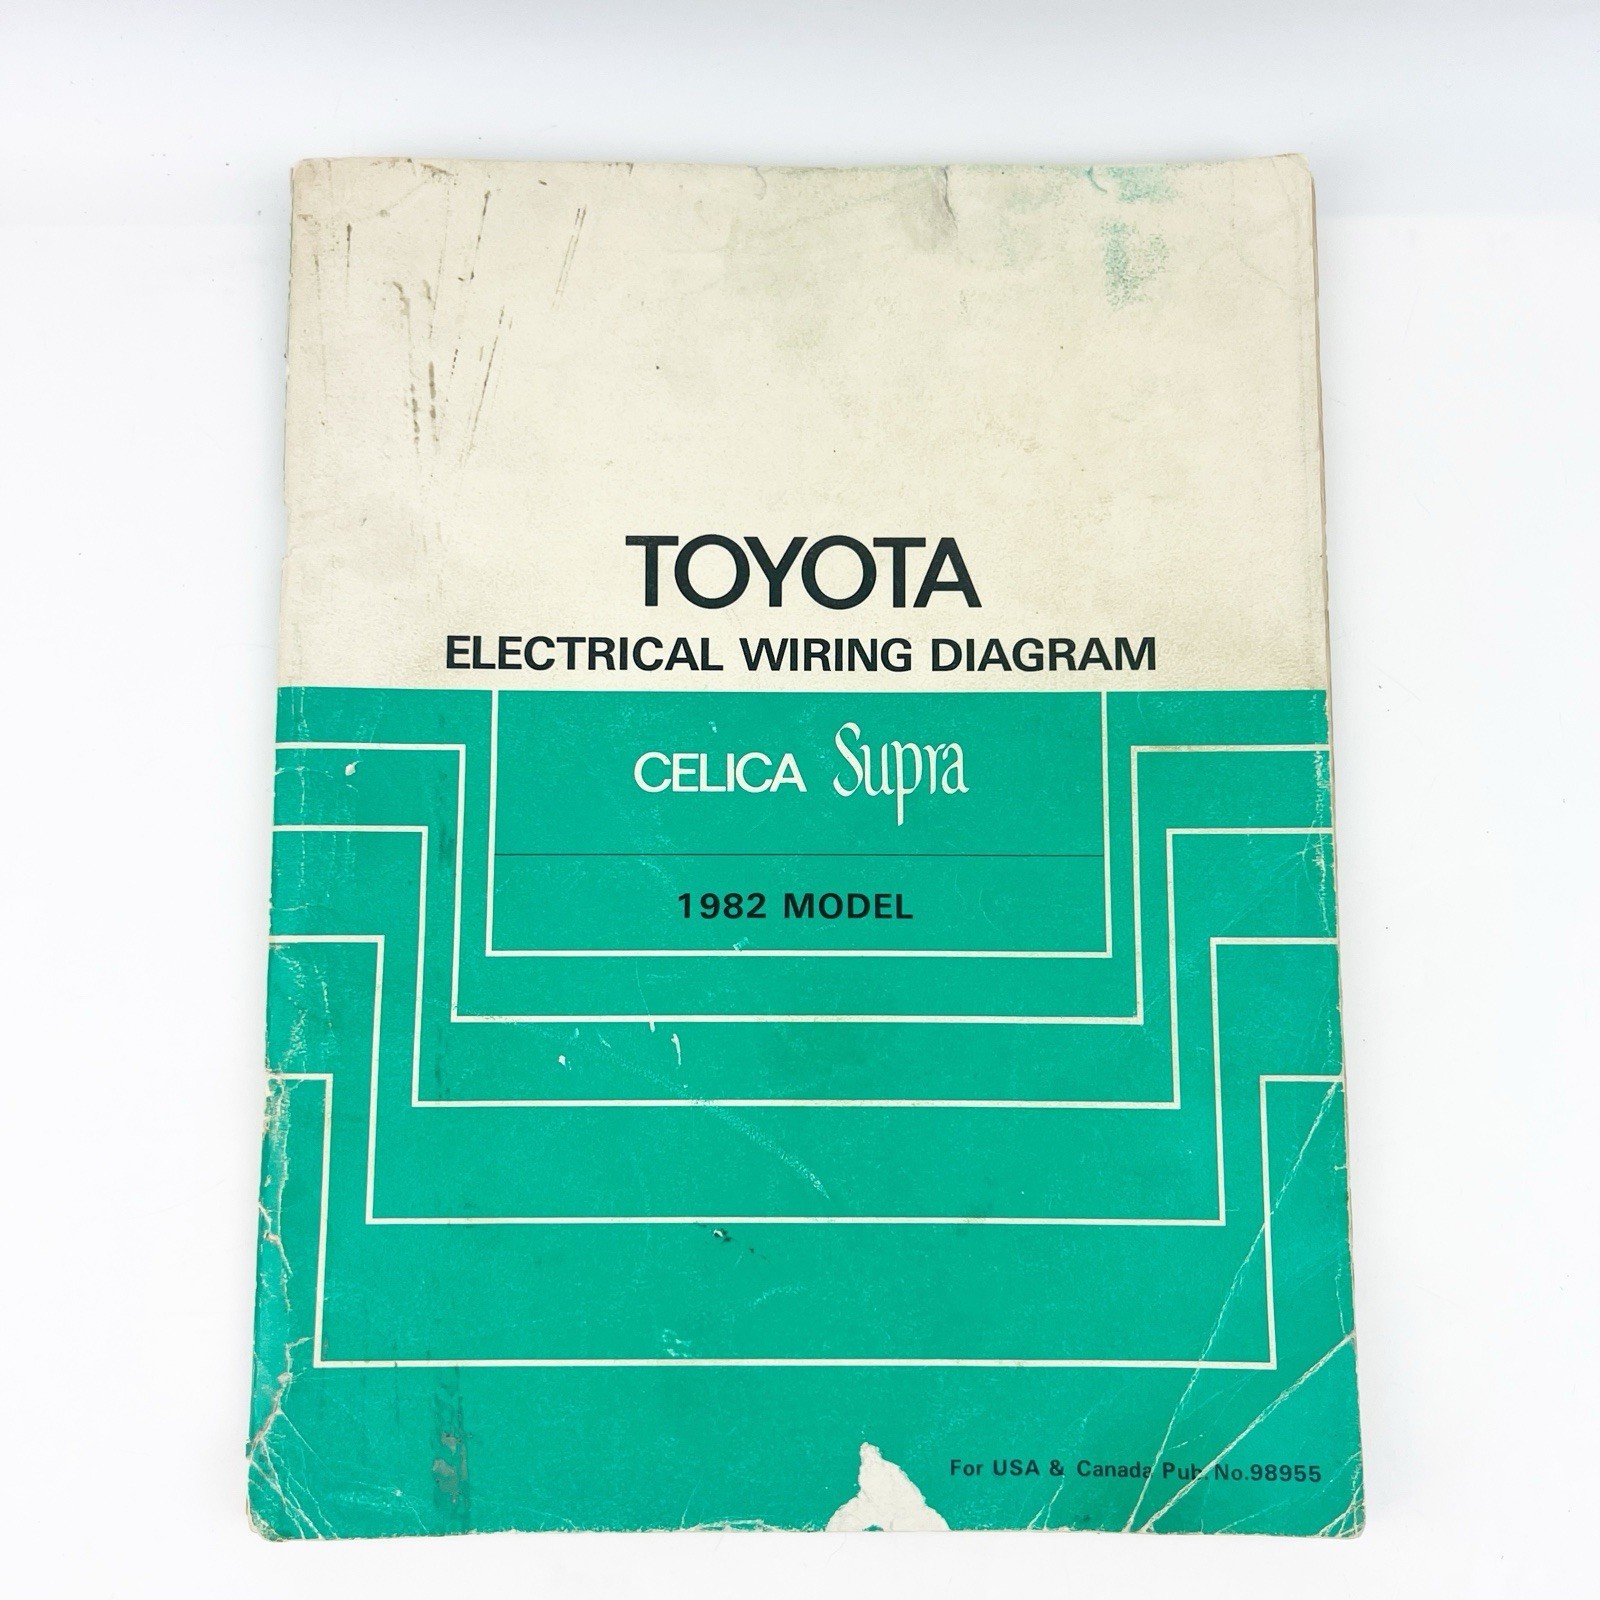 TOYOTA
ELECTRICAL WIRING DIAGRAM
CELICA Supra
1982 MODEL
For USA & Canada Pub. No.98955